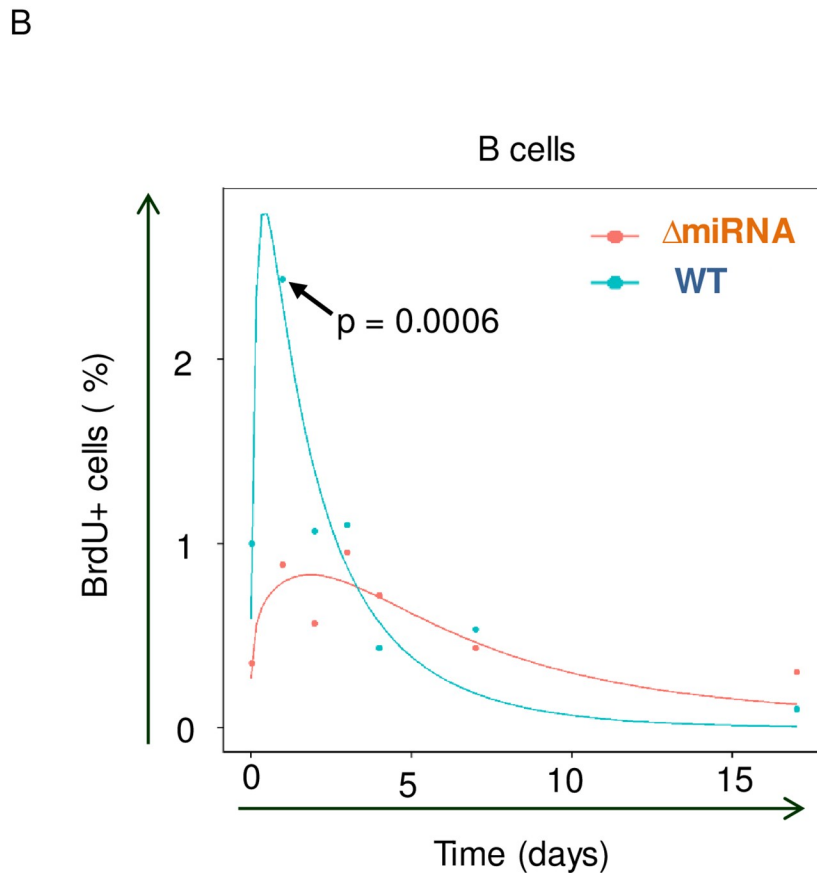 B
B cells
ΔmiRNA
WT
p = 0.0006
BrdU+ cells ( %)
2
1
0
0 5 10 15
Time (days)